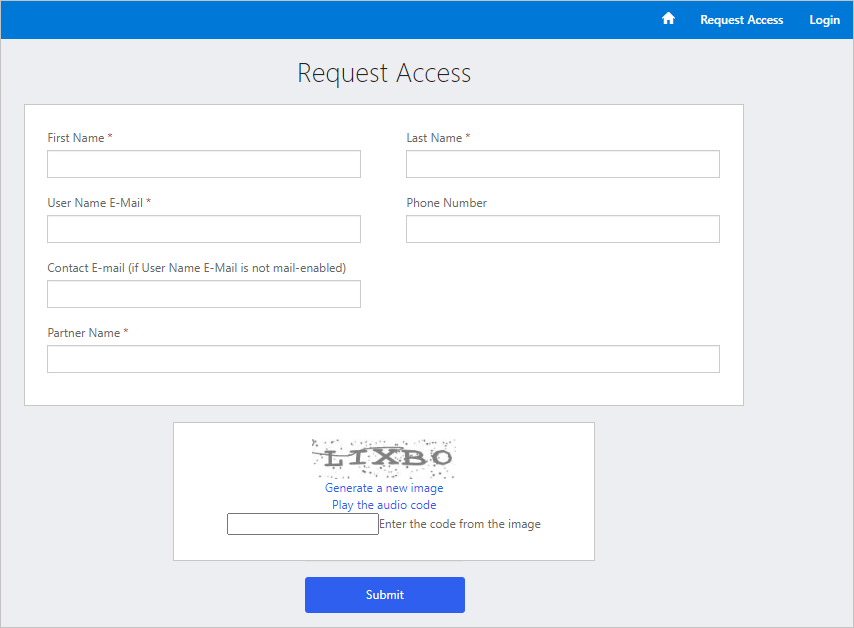 Request Access Login
Request Access
First Name * Last Name *
User Name E-Mail * Phone Number
Contact E-mail (if User Name E-Mail is not mail-enabled)
Partner Name *
LIXBO
Generate a new image
Play the audio code
Enter the code from the image
Submit